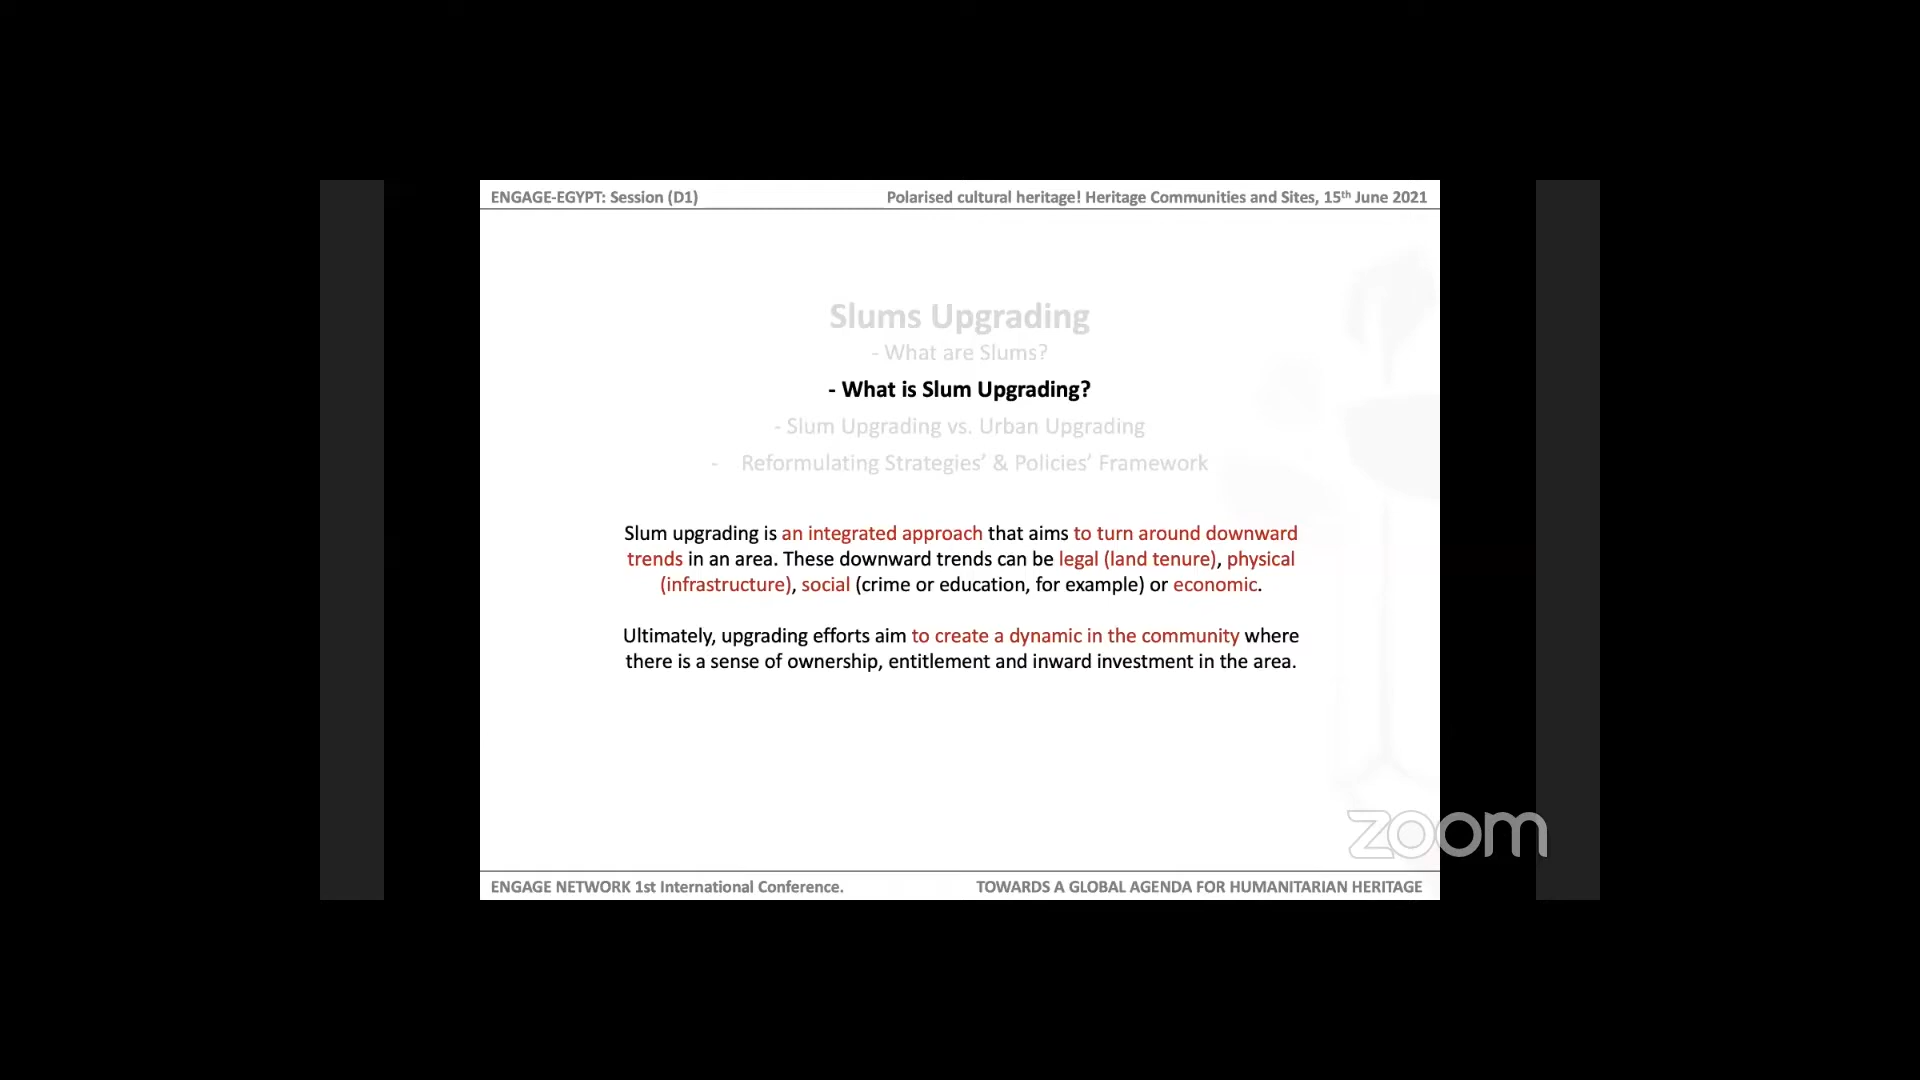 ENGAGE-EGYPT: Session (D1)
Polarised cultural heritage! Heritage Communities and Sites, 15th June 2021
Slums Upgrading
- What are Slums?
- What is Slum Upgrading?
- Slum Upgrading vs. Urban Upgrading
- Reformulating Strategies’ & Policies’ Framework
Slum upgrading is an integrated approach that aims to turn around downward
trends in an area. These downward trends can be legal (land tenure), physical
(infrastructure), social (crime or education, for example) or economic.
Ultimately, upgrading efforts aim to create a dynamic in the community where
there is a sense of ownership, entitlement and inward investment in the area.
zoom
ENGAGE NETWORK 1st International Conference.
TOWARDS A GLOBAL AGENDA FOR HUMANITARIAN HERITAGE